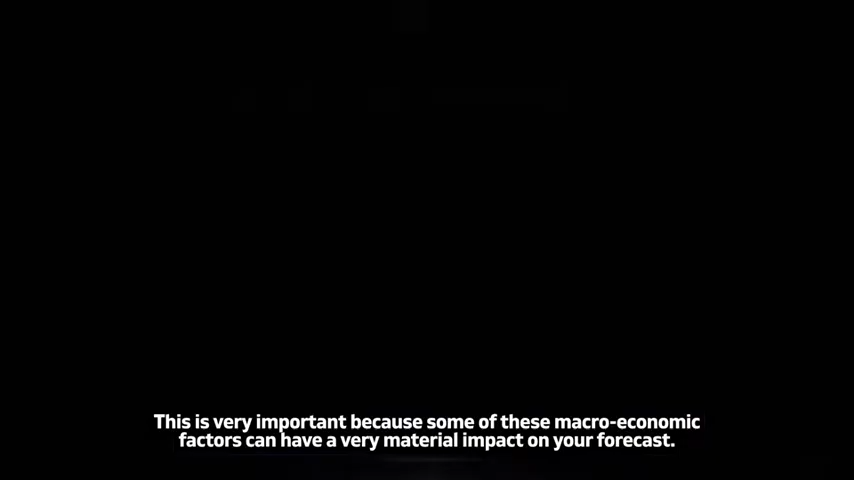 This is very important because some of these macro-economic
factors can have a very material impact on your forecast.